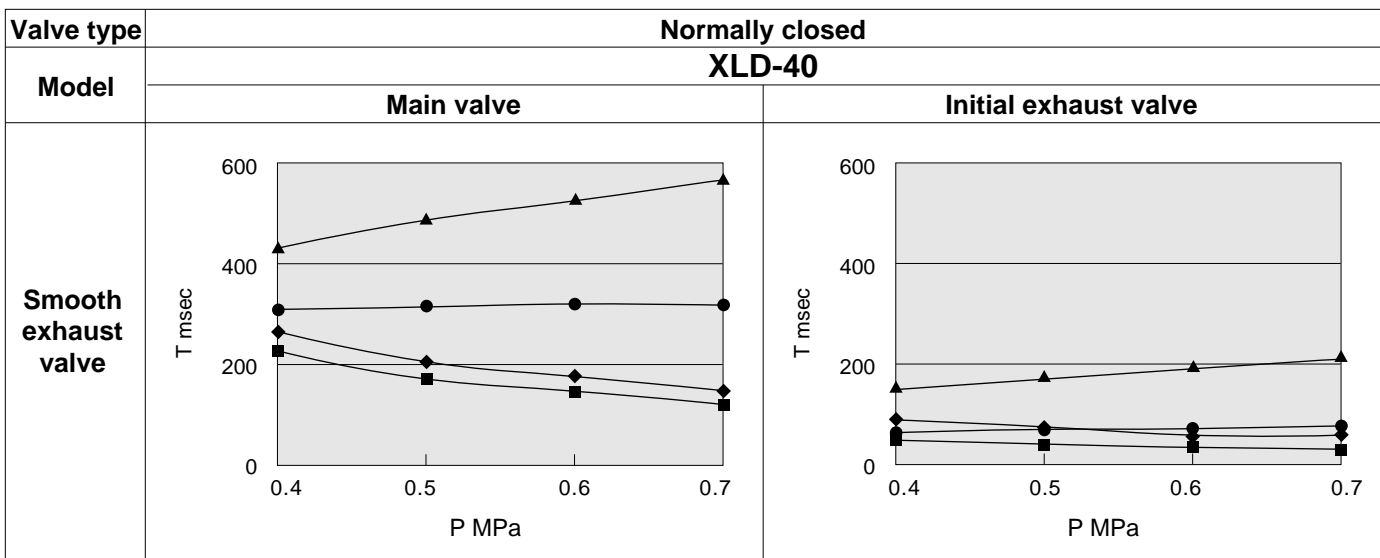 Valve type
Normally closed
Model
XLD-40
Main valve
Initial exhaust valve
Smooth
exhaust
valve
600
400
200
0
T msec
0.4
0.5
0.6
0.7
P MPa
600
400
200
0
T msec
0.4
0.5
0.6
0.7
P MPa